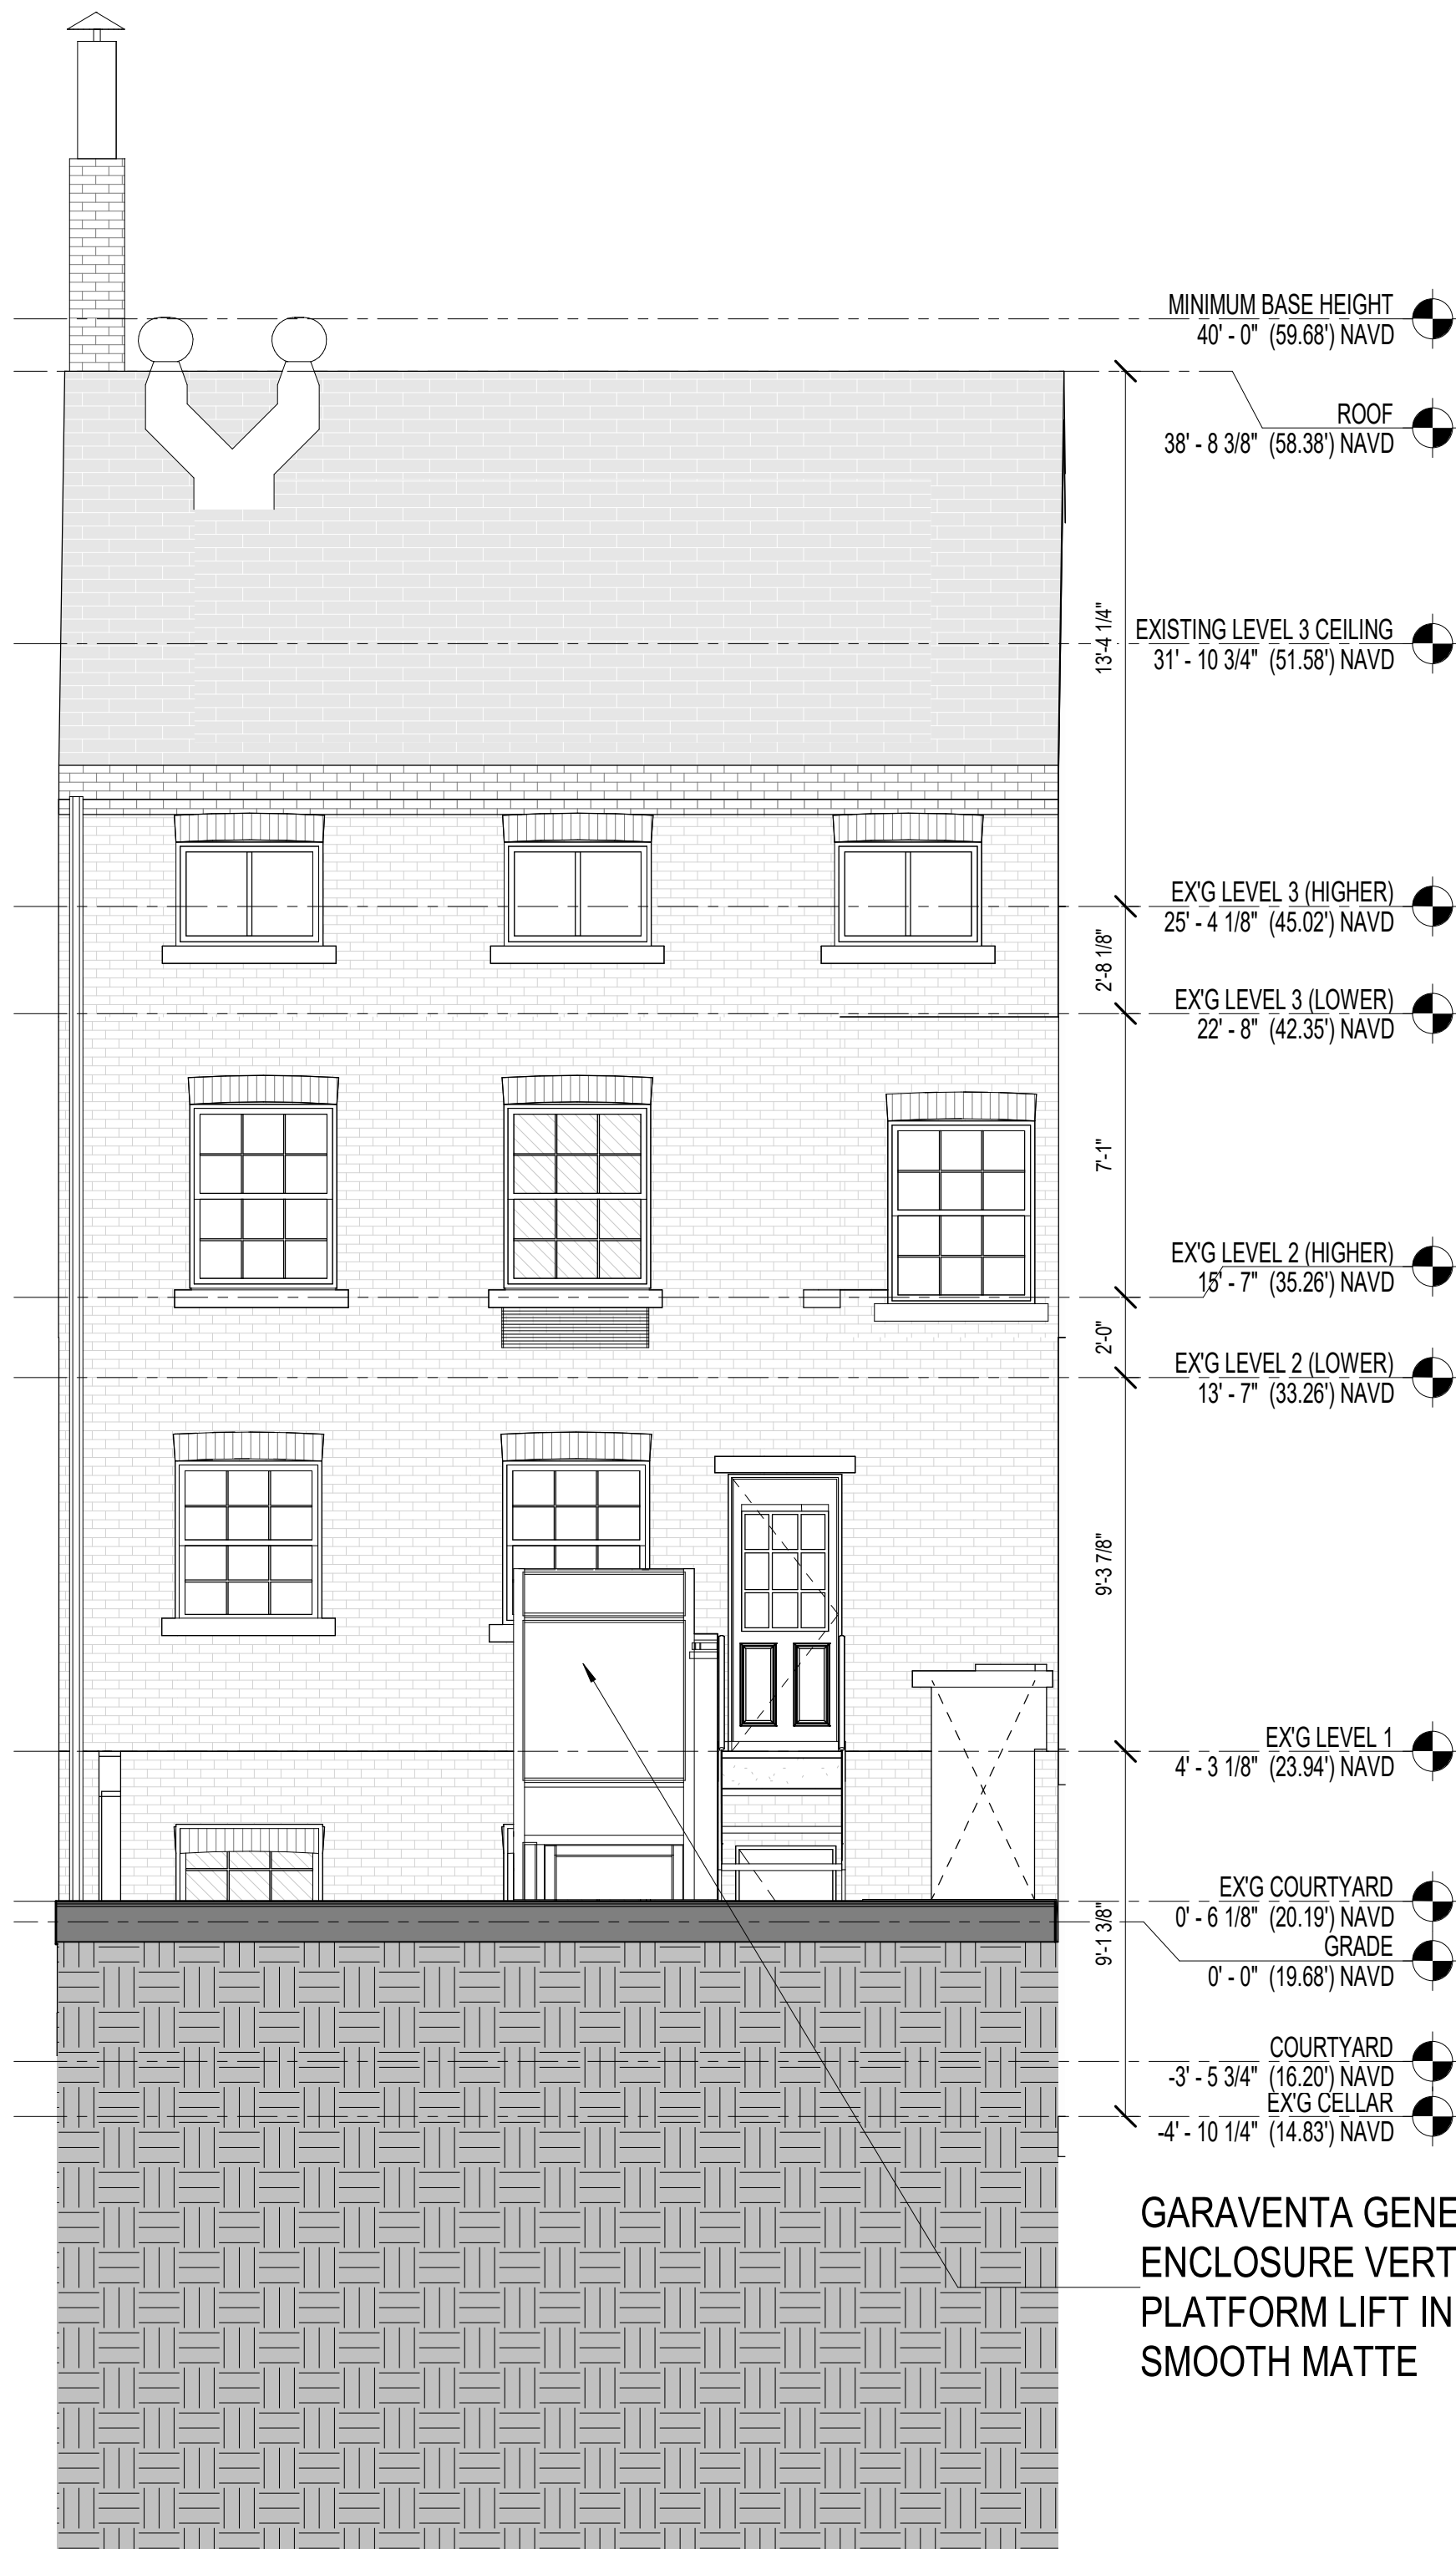 MINIMUM BASE HEIGHT
40' - 0" (59.68') NAVD
ROOF
38' - 8 3/8" (58.38') NAVD
13'-4 1/4"
EXISTING LEVEL 3 CEILING
31' - 10 3/4" (51.58') NAVD
EX'G LEVEL 3 (HIGHER)
25' - 4 1/8" (45.02') NAVD
2'-8 1/8"
EX'G LEVEL 3 (LOWER)
22' - 8" (42.35') NAVD
7'-1"
EX'G LEVEL 2 (HIGHER)
15' - 7" (35.26') NAVD
2'-0"
EX'G LEVEL 2 (LOWER)
13' - 7" (33.26') NAVD
9'-3 7/8"
EX'G LEVEL 1
4' - 3 1/8" (23.94') NAVD
EX'G COURTYARD
0' - 6 1/8" (20.19') NAVD
9'-1 3/8"
GRADE
0' - 0" (19.68') NAVD
COURTYARD
-3' - 5 3/4" (16.20') NAVD
EX'G CELLAR
-4' - 10 1/4" (14.83') NAVD
GARAVENTA GENE
ENCLOSURE VERT
PLATFORM LIFT IN
SMOOTH MATTE